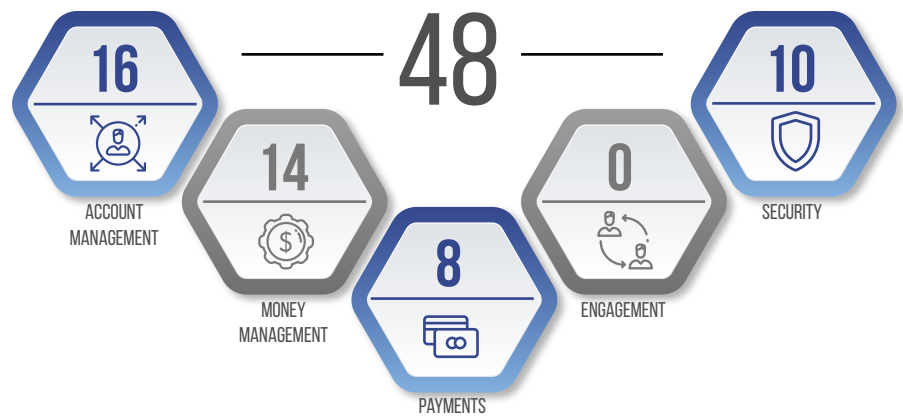 48
16
ACCOUNT
MANAGEMENT
14
$
MONEY
MANAGEMENT
8
PAYMENTS
0
ENGAGEMENT
10
SECURITY